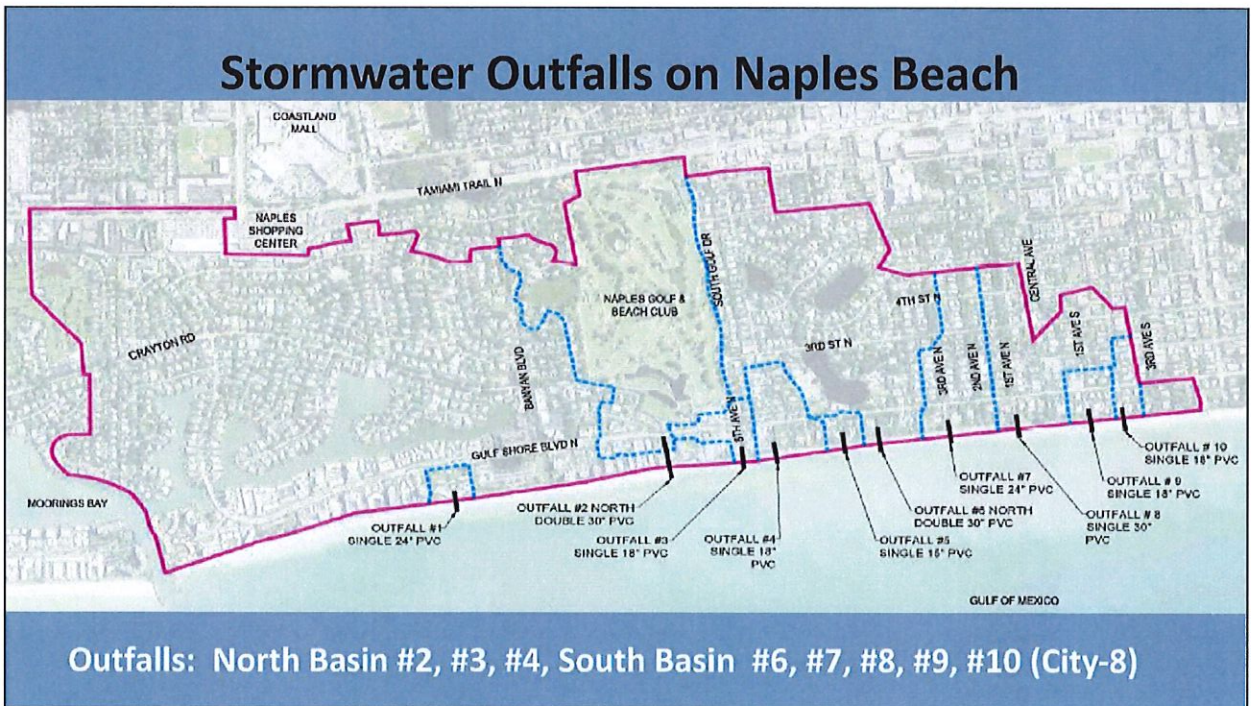 Stormwater Outfalls on Naples Beach
COASTLAND
MALL
TAMIAMI TRAIL N
NAPLES
SHOPPING
CENTER
SOUTH GOLF DR
CENTRAL AVE
NAPLES GOLF &
BEACH CLUB
4TH ST N
CRAYTON RD
3RD ST N
1ST AVE S
3RD AVE S
BANYAN BLVD
3RD AVE N
2ND AVE N
1ST AVE N
5TH AVE N
GULF SHORE BLVD N
MOORINGS BAY
OUTFALL #1
SINGLE 24" PVC
OUTFALL #2 NORTH
DOUBLE 30" PVC
OUTFALL #3
SINGLE 18" PVC
OUTFALL #4
SINGLE 18"
PVC
OUTFALL #5
SINGLE 15" PVC
OUTFALL #6 NORTH
DOUBLE 30" PVC
OUTFALL #7
SINGLE 24" PVC
OUTFALL # 8
SINGLE 30"
PVC
OUTFALL # 9
SINGLE 18" PVC
OUTFALL # 10
SINGLE 18" PVC
GULF OF MEXICO
Outfalls: North Basin #2, #3, #4, South Basin #6, #7, #8, #9, #10 (City-8)